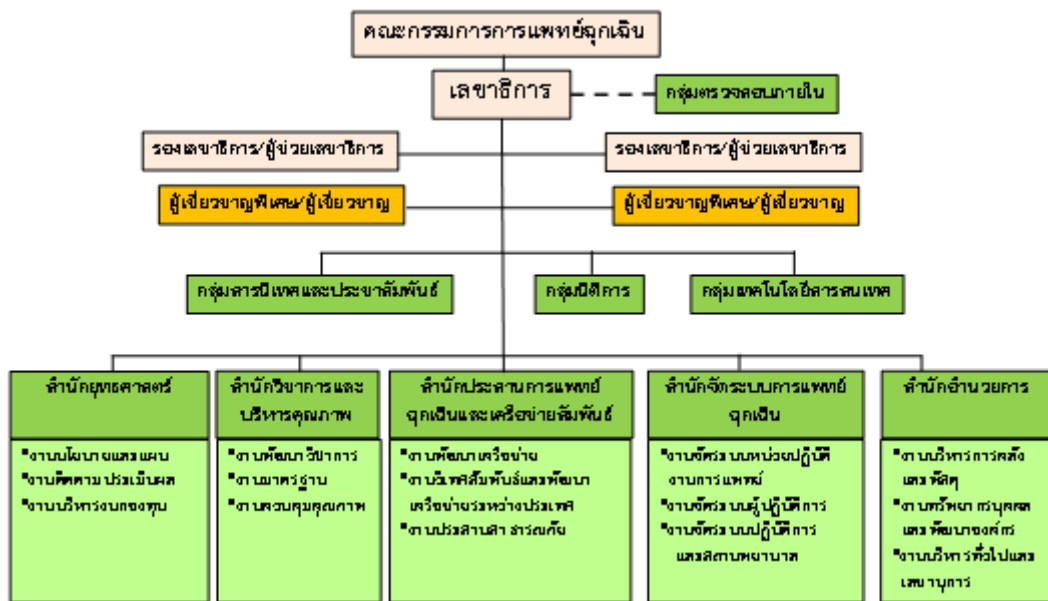 คณะกรรมการการแพทย์ฉุกเฉิน
เลขาธิการ
กลุ่มตรวจสอบภายใน
รองเลขาธิการ/ผู้ช่วยเลขาธิการ
รองเลขาธิการ/ผู้ช่วยเลขาธิการ
ผู้เชี่ยวชาญพิเศษ/ผู้เชี่ยวชาญ
ผู้เชี่ยวชาญพิเศษ/ผู้เชี่ยวชาญ
กลุ่มสารนิเทศและประชาสัมพันธ์
กลุ่มนิติการ
กลุ่มเทคโนโลยีสารสนเทศ
สำนักยุทธศาสตร์
▪งานนโยบายและแผน
▪งานติดตาม ประเมินผล
▪งานบริหารงบกองทุน
สำนักวิชาการและ
บริหารคุณภาพ
▪งานพัฒนาวิชาการ
▪งานมาตรฐาน
▪งานควบคุมคุณภาพ
สำนักประสานการแพทย์
ฉุกเฉินและเครือข่ายสัมพันธ์
▪งานพัฒนาเครือข่าย
▪งานวิเทศสัมพันธ์และพัฒนา
เครือข่ายระหว่างประเทศ
▪งานประสานสาธารณภัย
สำนักจัดระบบการแพทย์
ฉุกเฉิน
▪งานจัดระบบหน่วยปฏิบัติ
งานการแพทย์
▪งานจัดระบบผู้ปฏิบัติการ
▪งานจัดระบบปฏิบัติการ
และสถานพยาบาล
สำนักอำนวยการ
▪งานบริหารการคลัง
และพัสดุ
▪งานทรัพยากรบุคคล
และพัฒนาองค์กร
▪งานบริหารทั่วไปและ
เลขานุการ